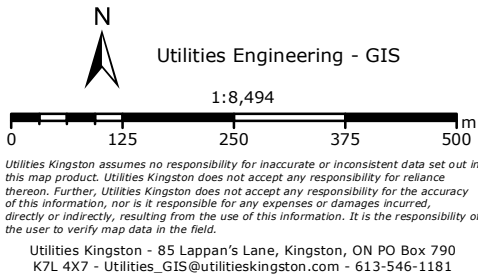 N
Utilities Engineering - GIS
1:8,494
m
0 125 250 375 500
Utilities Kingston assumes no responsibility for inaccurate or inconsistent data set out in
this map product. Utilities Kingston does not accept any responsibility for reliance
thereon. Further, Utilities Kingston does not accept any responsibility for the accuracy
of this information, nor is it responsible for any expenses or damages incurred,
directly or indirectly, resulting from the use of this information. It is the responsibility of
the user to verify map data in the field.
Utilities Kingston - 85 Lappan's Lane, Kingston, ON PO Box 790
K7L 4X7 - Utilities_GIS@utilitieskingston.com - 613-546-1181